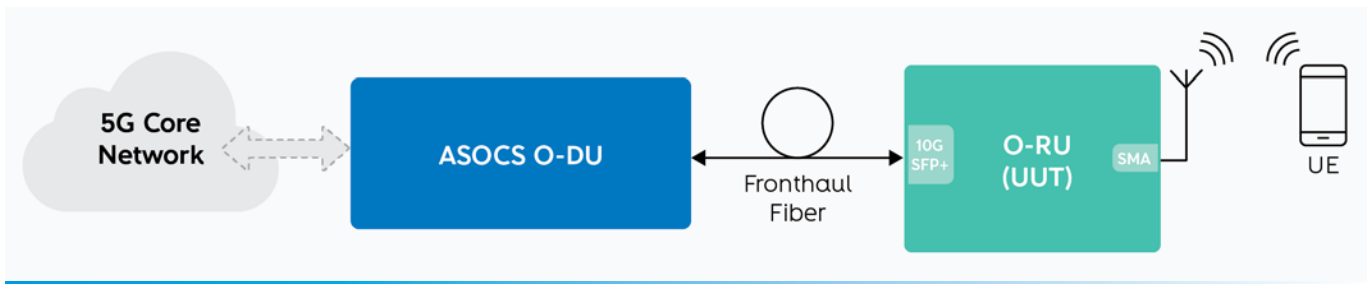 5G Core
Network
ASOCS O-DU
Fronthaul
Fiber
10G
SFP+
O-RU
(UUT)
SMA
UE